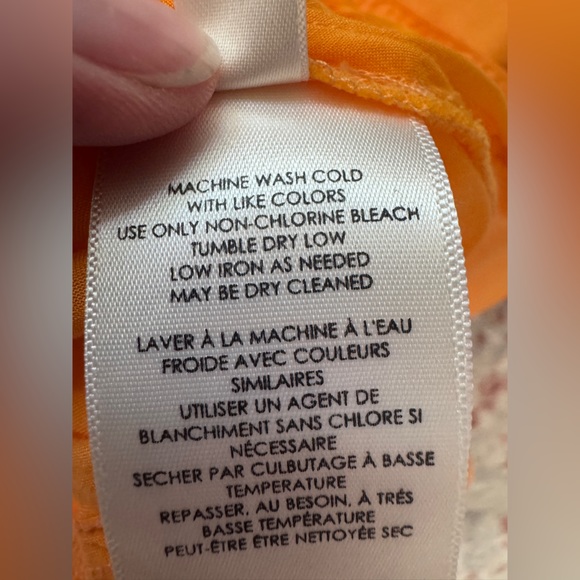 MACHINE WASH COLD
WITH LIKE COLORS
USE ONLY NON-CHLORINE BLEACH
TUMBLE DRY LOW
LOW IRON AS NEEDED
MAY BE DRY CLEANED
LAVER À LA MACHINE À L'EAU
FROIDE AVEC COULEURS
SIMILAIRES
UTILISER UN AGENT DE
BLANCHIMENT SANS CHLORE SI
NÉCESSAIRE
SECHER PAR CULBUTAGE À BASSE
TEMPERATURE
REPASSER, AU BESOIN, À TRÉS
BASSE TEMPÉRATURE
PEUT-ÊTRE ÊTRE NETTOYÉE SEC